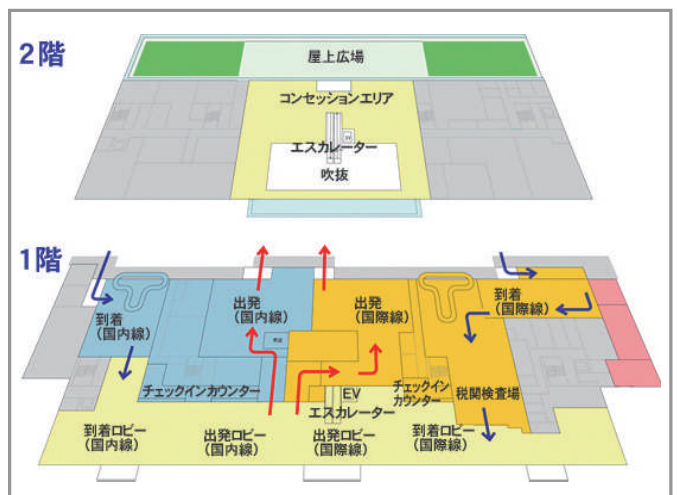 2階
屋上広場
コンセッションエリア
エスカレーター
吹抜
1階
到着
(国内線)
出発
(国内線)
出発
(国際線)
到着
(国際線)
チェックインカウンター
EV
エスカレーター
チェックイン
カウンター
税関検査場
到着ロビー
(国内線)
出発ロビー
(国内線)
出発ロビー
(国際線)
到着ロビー
(国際線)